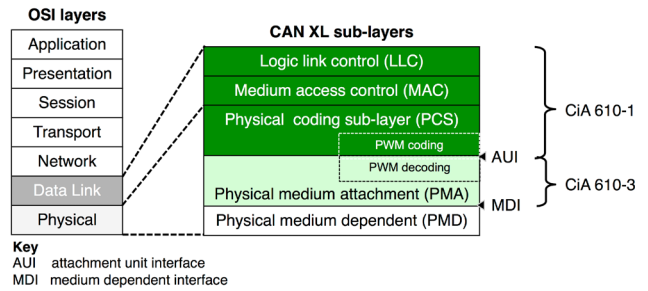 OSI layers
Application
Presentation
Session
Transport
Network
Data Link
Physical
CAN XL sub-layers
Logic link control (LLC)
Medium access control (MAC)
Physical coding sub-layer (PCS)
PWM coding
PWM decoding
Physical medium attachment (PMA)
Physical medium dependent (PMD)
AUI
MDI
CiA 610-1
CiA 610-3
Key
AUI attachment unit interface
MDI medium dependent interface